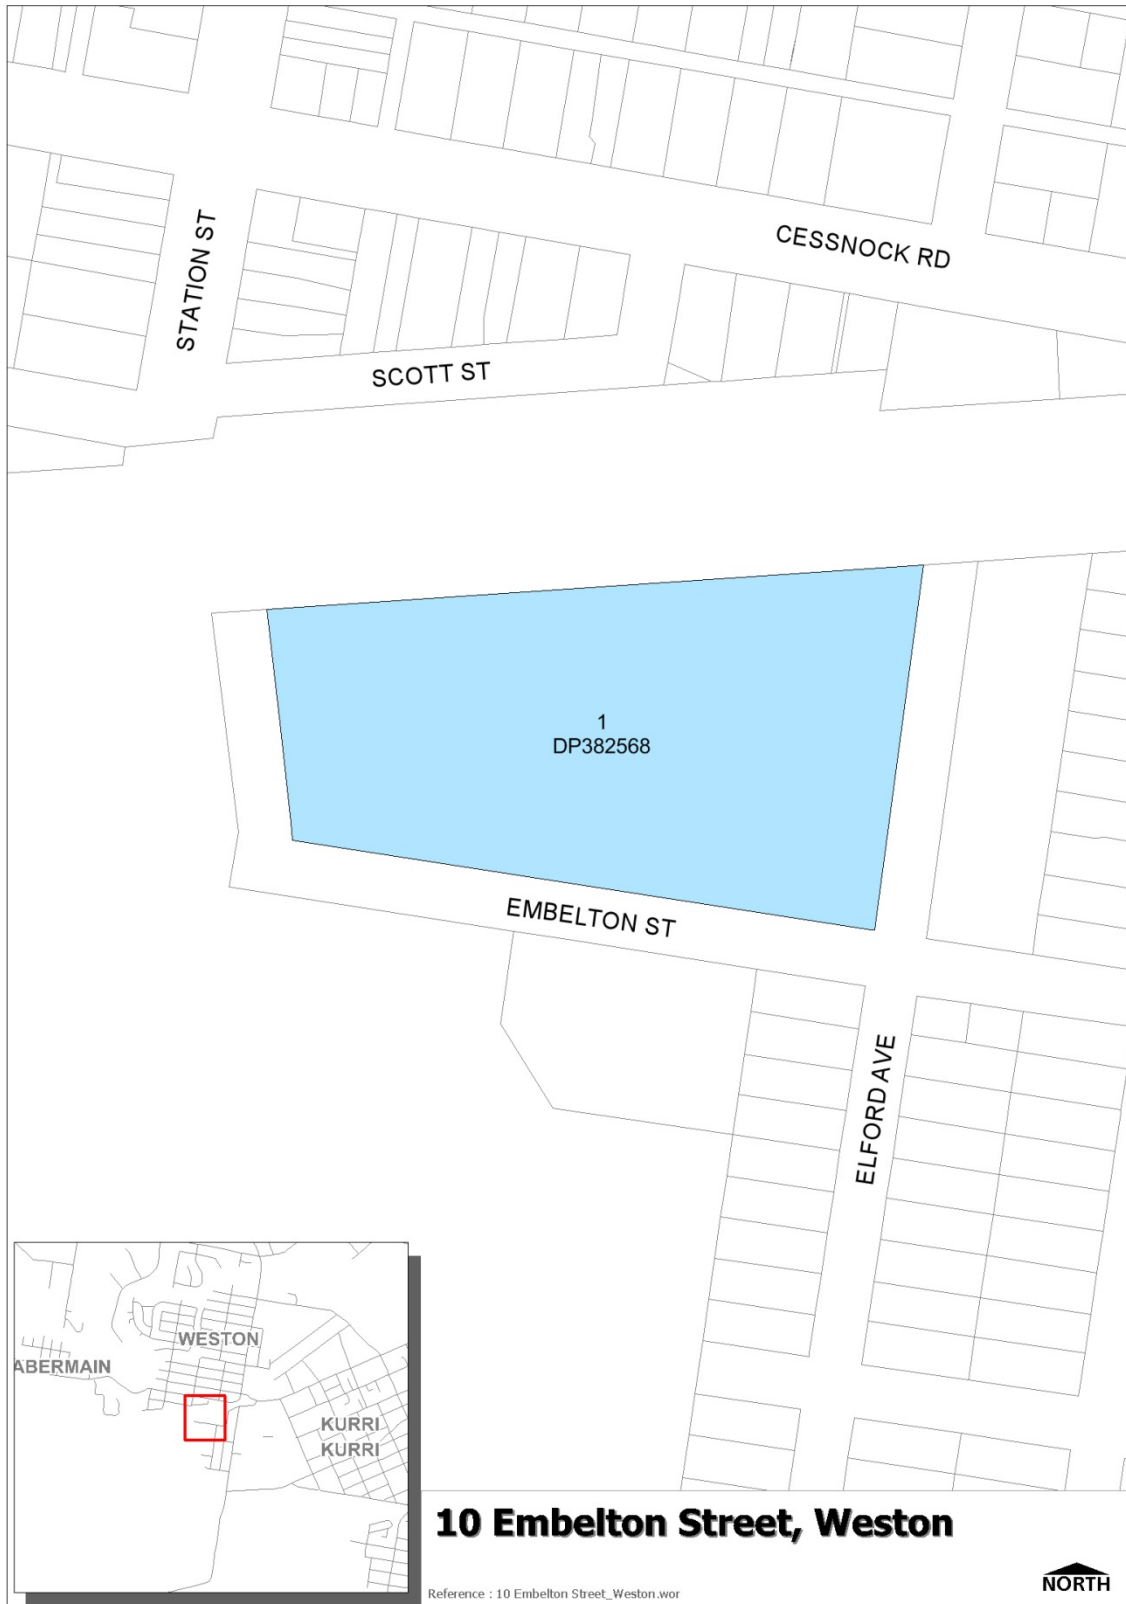 CESSNOCK RD
STATION ST
SCOTT ST
1
DP382568
EMBELTON ST
ELFORD AVE
WESTON
ABERMAIN
KURRI
KURRI
10 Embelton Street, Weston
Reference : 10 Embelton Street_Weston.wor
NORTH